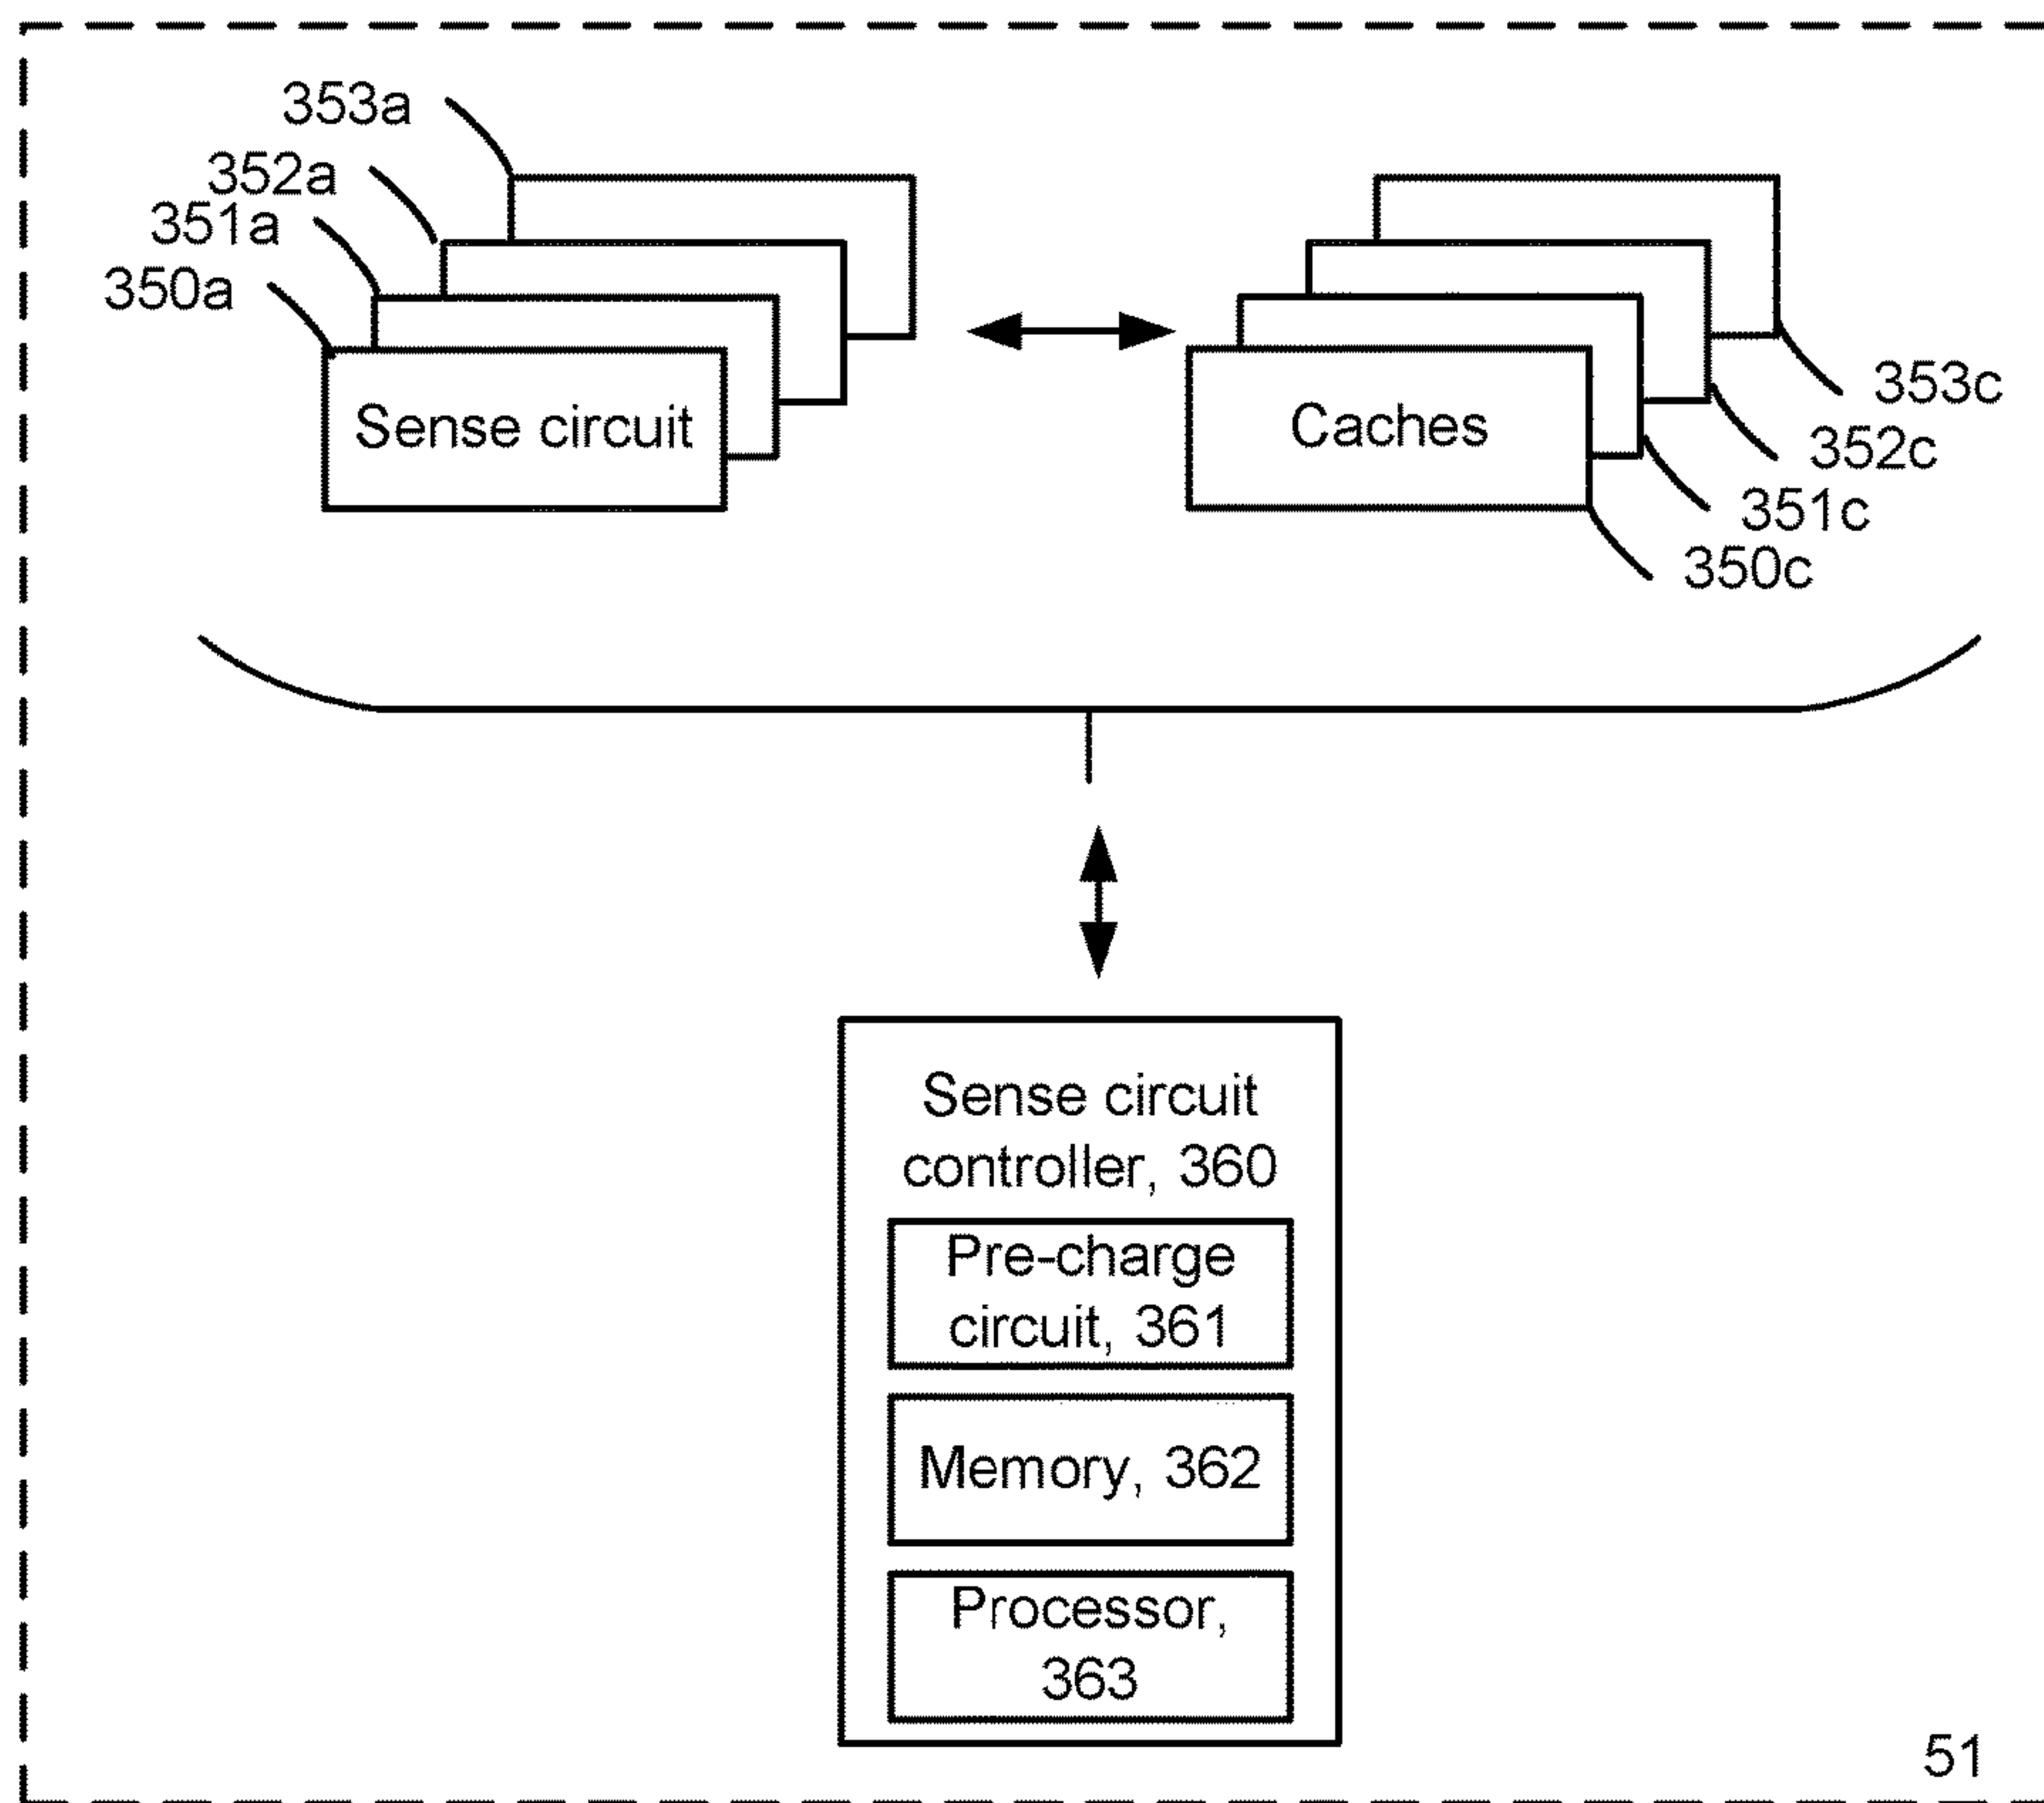 353a
352a
351a
350a
Sense circuit
Caches
353c
352c
351c
350c
Sense circuit
controller, 360
Pre-charge
circuit, 361
Memory, 362
Processor,
363
51